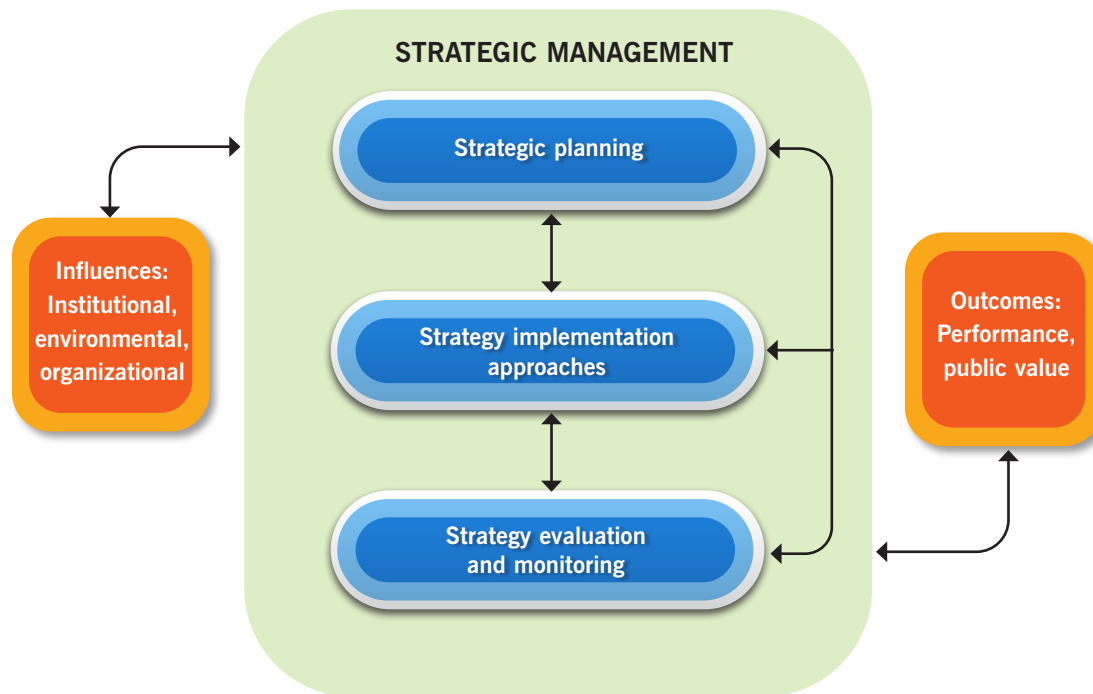 STRATEGIC MANAGEMENT
Strategic planning
Influences:
Institutional,
environmental,
organizational
Strategy implementation
approaches
Outcomes:
Performance,
public value
Strategy evaluation
and monitoring